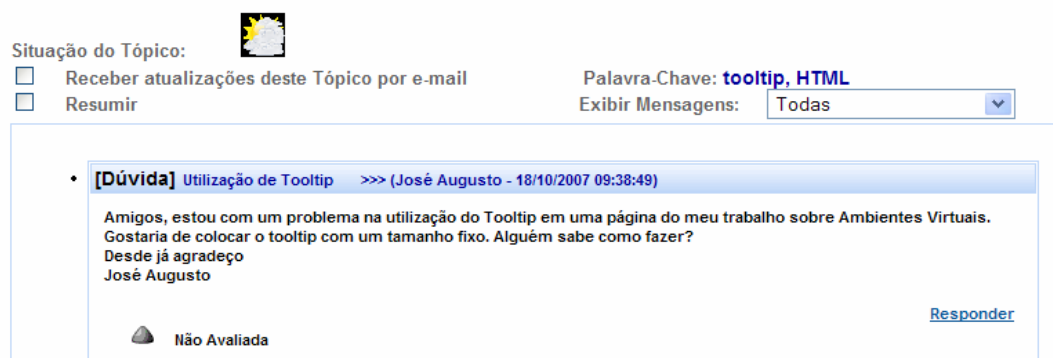 Situação do Tópico:
Receber atualizações deste Tópico por e-mail
Palavra-Chave: tooltip, HTML
Resumir
Exibir Mensagens: Todas
[Dúvida] Utilização de Tooltip >>> (José Augusto - 18/10/2007 09:38:49)
Amigos, estou com um problema na utilização do Tooltip em uma página do meu trabalho sobre Ambientes Virtuais.
Gostaria de colocar o tooltip com um tamanho fixo. Alguém sabe como fazer?
Desde já agradeço
José Augusto
Responder
Não Avaliada